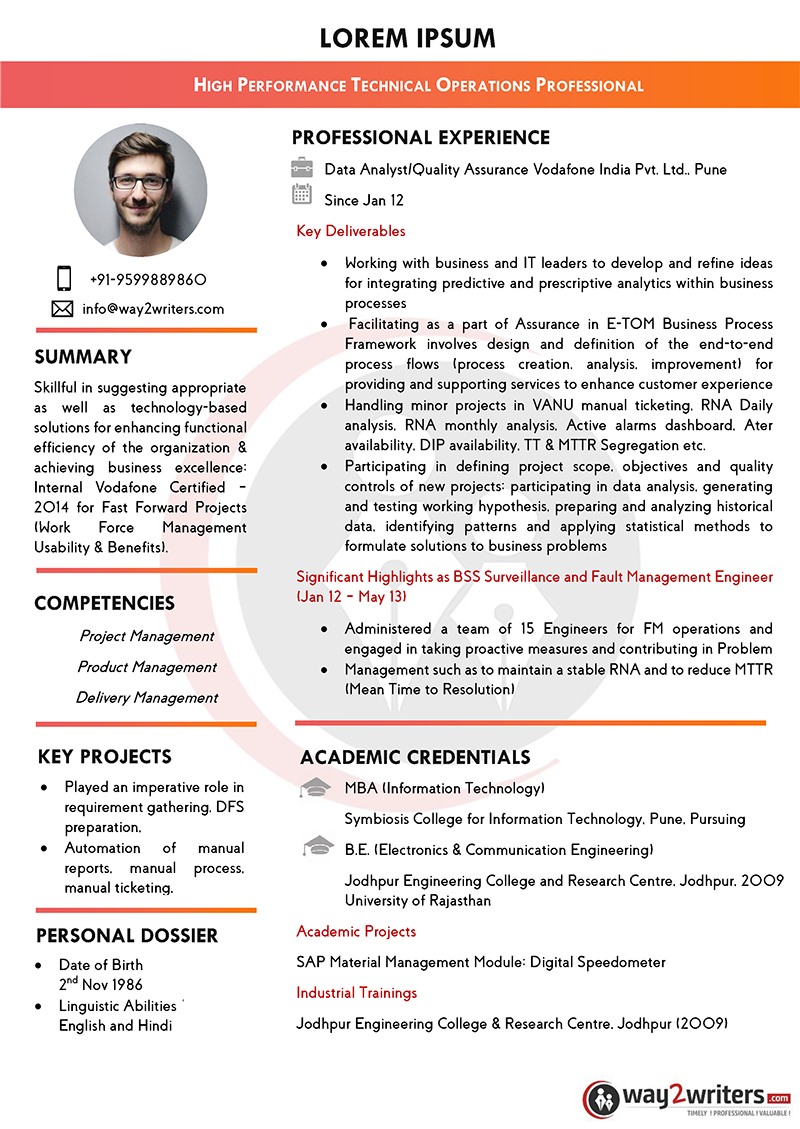 LOREM IPSUM
HIGH PERFORMANCE TECHNICAL OPERATIONS PROFESSIONAL
+91-9599889860
info@way2writers.com
SUMMARY
Skillful in suggesting appropriate
as well as technology-based
solutions for enhancing functional
efficiency of the organization &
achieving business excellence:
Internal Vodafone Certified –
2014 for Fast Forward Projects
(Work Force Management
Usability & Benefits).
COMPETENCIES
Project Management
Product Management
Delivery Management
KEY PROJECTS
• Played an imperative role in
requirement gathering, DFS
preparation,
• Automation of manual
reports, manual process,
manual ticketing,
PERSONAL DOSSIER
• Date of Birth
2nd Nov 1986
• Linguistic Abilities
English and Hindi
PROFESSIONAL EXPERIENCE
Data Analyst/Quality Assurance Vodafone India Pvt. Ltd., Pune
Since Jan 12
Key Deliverables
• Working with business and IT leaders to develop and refine ideas
for integrating predictive and prescriptive analytics within business
processes
• Facilitating as a part of Assurance in E-TOM Business Process
Framework involves design and definition of the end-to-end
process flows (process creation, analysis, improvement) for
providing and supporting services to enhance customer experience
• Handling minor projects in VANU manual ticketing, RNA Daily
analysis, RNA monthly analysis, Active alarms dashboard, Ater
availability, DIP availability, TT & MTTR Segregation etc.
• Participating in defining project scope, objectives and quality
controls of new projects: participating in data analysis, generating
and testing working hypothesis, preparing and analyzing historical
data, identifying patterns and applying statistical methods to
formulate solutions to business problems
Significant Highlights as BSS Surveillance and Fault Management Engineer
(Jan 12 – May 13)
• Administered a team of 15 Engineers for FM operations and
engaged in taking proactive measures and contributing in Problem
• Management such as to maintain a stable RNA and to reduce MTTR
(Mean Time to Resolution)
ACADEMIC CREDENTIALS
MBA (Information Technology)
Symbiosis College for Information Technology, Pune, Pursuing
B.E. (Electronics & Communication Engineering)
Jodhpur Engineering College and Research Centre, Jodhpur, 2009
University of Rajasthan
Academic Projects
SAP Material Management Module: Digital Speedometer
Industrial Trainings
Jodhpur Engineering College & Research Centre, Jodhpur (2009)
way2writers.com
TIMELY ! PROFESSIONAL ! VALUABLE !